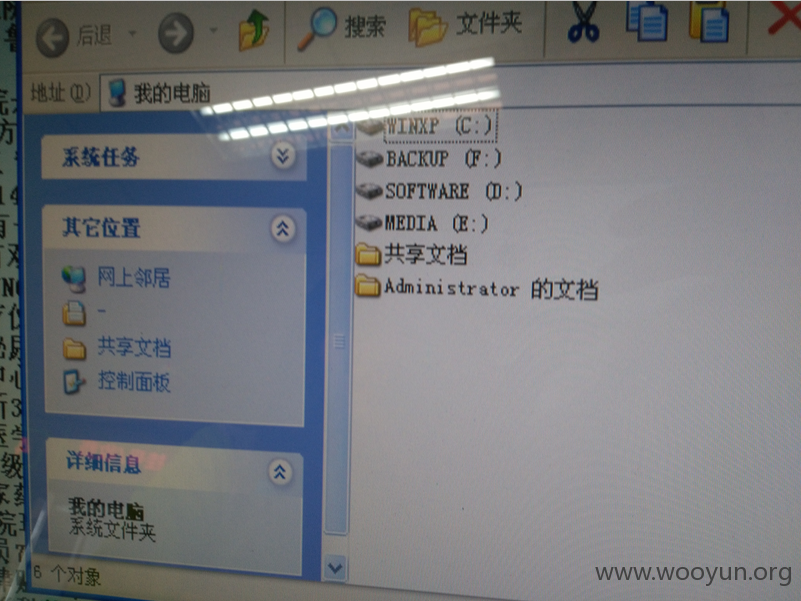 后退
搜索
文件夹
地址(D)
我的电脑
系统任务
其它位置
网上邻居
-
共享文档
控制面板
详细信息
我的电脑
系统文件夹
WINXP (C:)
BACKUP (F:)
SOFTWARE (D:)
MEDIA (E:)
共享文档
Administrator 的文档
6 个对象
www.wooyun.org